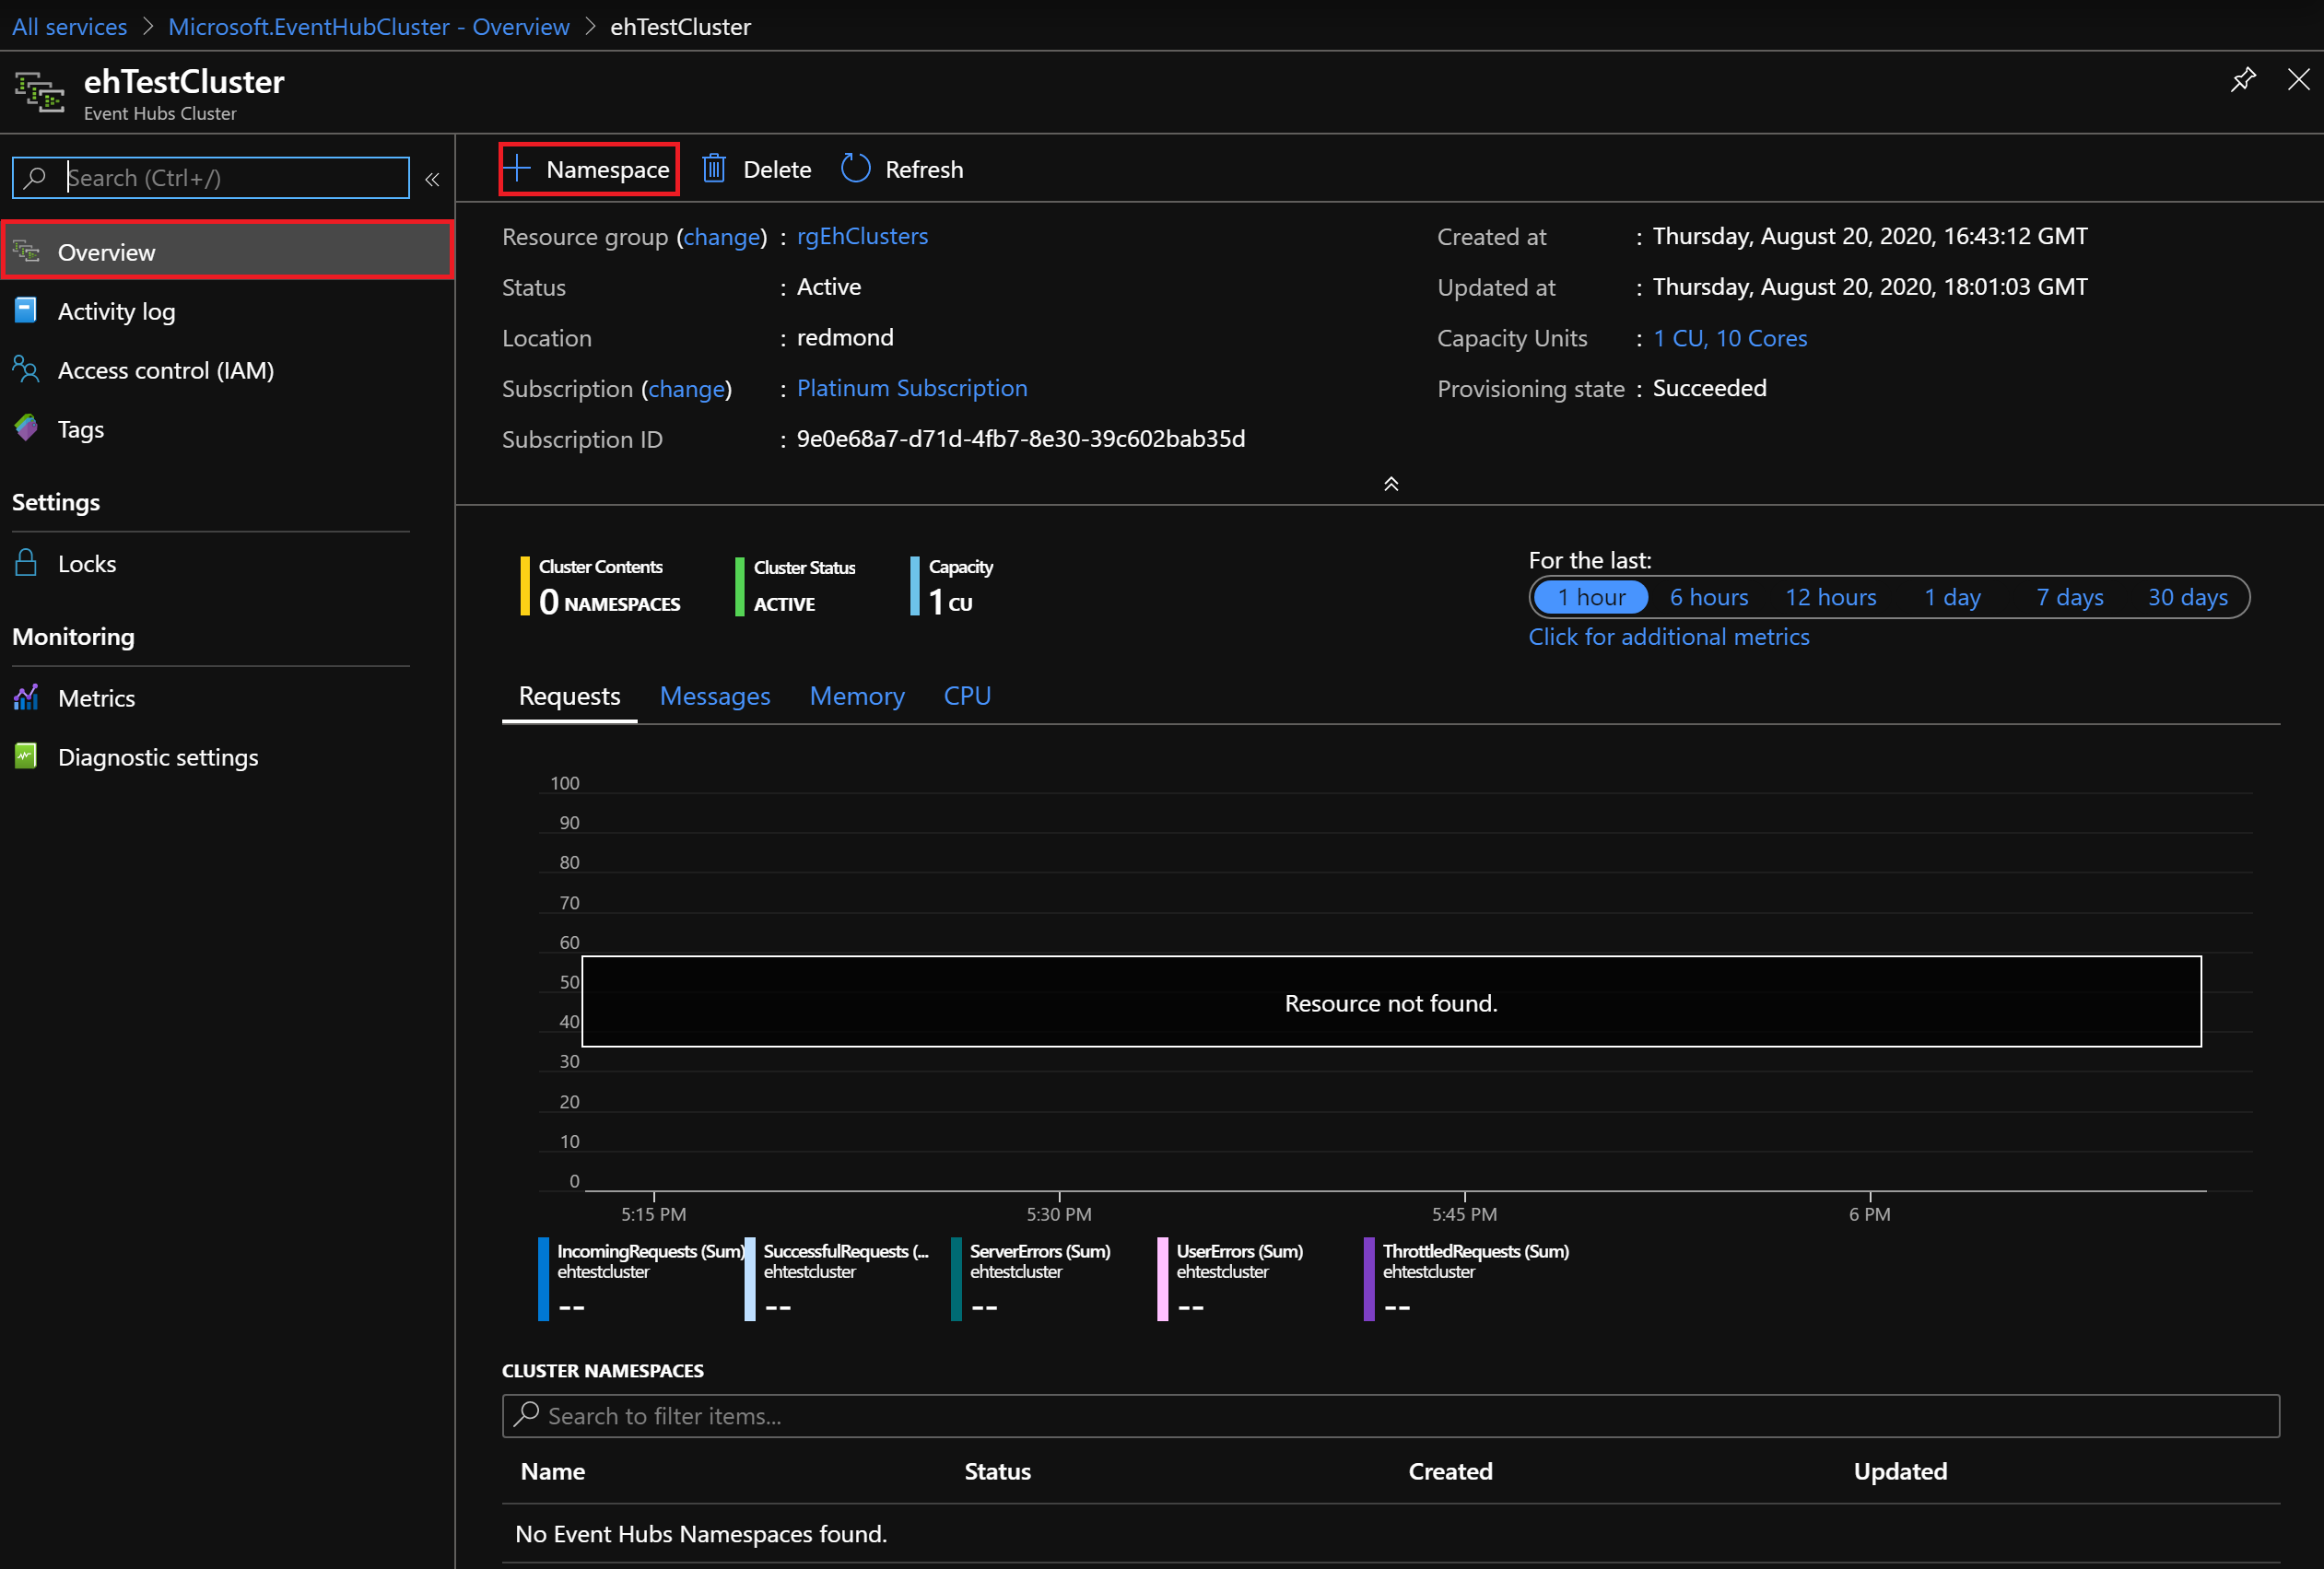 All services > Microsoft.EventHubCluster - Overview > ehTestCluster
ehTestCluster
Event Hubs Cluster
Search (Ctrl+/)
«
Overview
Activity log
Access control (IAM)
Tags
Settings
Locks
Monitoring
Metrics
Diagnostic settings
+ Namespace Delete Refresh
Resource group (change) : rgEhClusters
Status : Active
Location : redmond
Subscription (change) : Platinum Subscription
Subscription ID : 9e0e68a7-d71d-4fb7-8e30-39c602bab35d
Created at : Thursday, August 20, 2020, 16:43:12 GMT
Updated at : Thursday, August 20, 2020, 18:01:03 GMT
Capacity Units : 1 CU, 10 Cores
Provisioning state : Succeeded
Cluster Contents
0 NAMESPACES
Cluster Status
ACTIVE
Capacity
1 CU
For the last:
1 hour 6 hours 12 hours 1 day 7 days 30 days
Click for additional metrics
Requests Messages Memory CPU
100
90
80
70
60
50
40
30
20
10
0
Resource not found.
5:15 PM 5:30 PM 5:45 PM 6 PM
IncomingRequests (Sum)
ehtestcluster
--
SuccessfulRequests (...
ehtestcluster
--
ServerErrors (Sum)
ehtestcluster
--
UserErrors (Sum)
ehtestcluster
--
ThrottledRequests (Sum)
ehtestcluster
--
CLUSTER NAMESPACES
Search to filter items...
Name Status Created Updated
No Event Hubs Namespaces found.